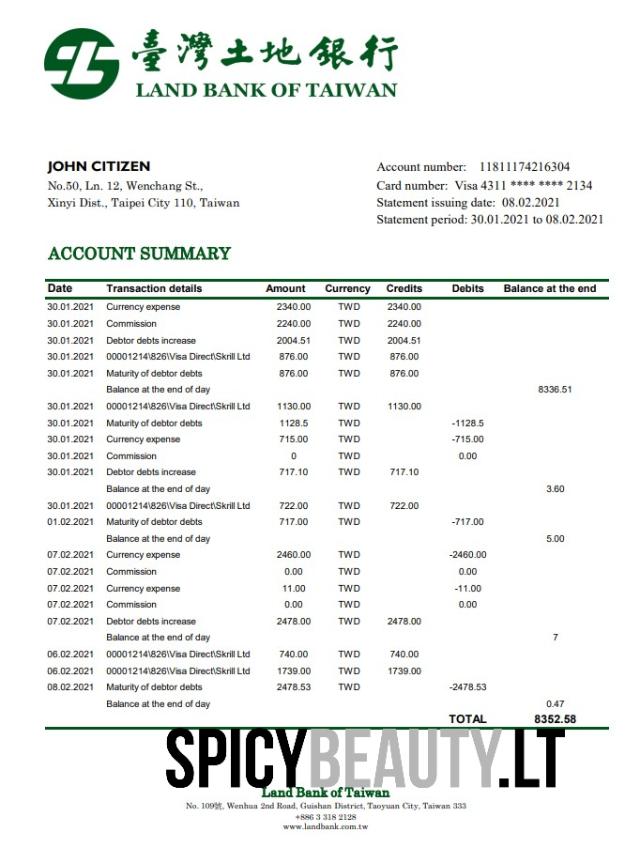 臺灣土地銀行
LAND BANK OF TAIWAN
JOHN CITIZEN
No.50, Ln. 12, Wenchang St.,
Xinyi Dist., Taipei City 110, Taiwan
Account number: 11811174216304
Card number: Visa 4311 **** **** 2134
Statement issuing date: 08.02.2021
Statement period: 30.01.2021 to 08.02.2021
ACCOUNT SUMMARY
Date Transaction details Amount Currency Credits Debits Balance at the end
30.01.2021 Currency expense 2340.00 TWD 2340.00
30.01.2021 Commission 2240.00 TWD 2240.00
30.01.2021 Debtor debts increase 2004.51 TWD 2004.51
30.01.2021 00001214\826\Visa Direct\Skrill Ltd 876.00 TWD 876.00
30.01.2021 Maturity of debtor debts 876.00 TWD 876.00
Balance at the end of day 8336.51
30.01.2021 00001214\826\Visa Direct\Skrill Ltd 1130.00 TWD 1130.00
30.01.2021 Maturity of debtor debts 1128.5 TWD -1128.5
30.01.2021 Currency expense 715.00 TWD -715.00
30.01.2021 Commission 0 TWD 0.00
30.01.2021 Debtor debts increase 717.10 TWD 717.10
Balance at the end of day 3.60
30.01.2021 00001214\826\Visa Direct\Skrill Ltd 722.00 TWD 722.00
01.02.2021 Maturity of debtor debts 717.00 TWD -717.00
Balance at the end of day 5.00
07.02.2021 Currency expense 2460.00 TWD -2460.00
07.02.2021 Commission 0.00 TWD 0.00
07.02.2021 Currency expense 11.00 TWD -11.00
07.02.2021 Commission 0.00 TWD 0.00
07.02.2021 Debtor debts increase 2478.00 TWD 2478.00
Balance at the end of day 7
06.02.2021 00001214\826\Visa Direct\Skrill Ltd 740.00 TWD 740.00
06.02.2021 00001214\826\Visa Direct\Skrill Ltd 1739.00 TWD 1739.00
08.02.2021 Maturity of debtor debts 2478.53 TWD -2478.53
Balance at the end of day 0.47
TOTAL 8352.58
SPICYBEAUTY.LT
Land Bank of Taiwan
No. 109號, Wenhua 2nd Road, Guishan District, Taoyuan City, Taiwan 333
+886 3 318 2128
www.landbank.com.tw